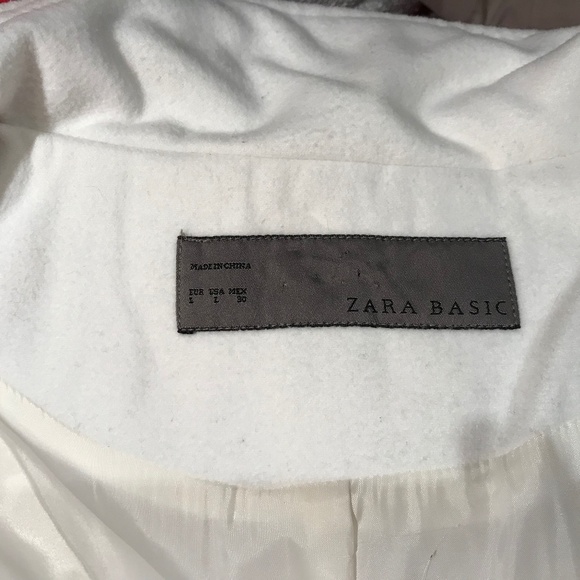 MADE IN CHINA
EUR USA MEX
L L 30
ZARA BASIC